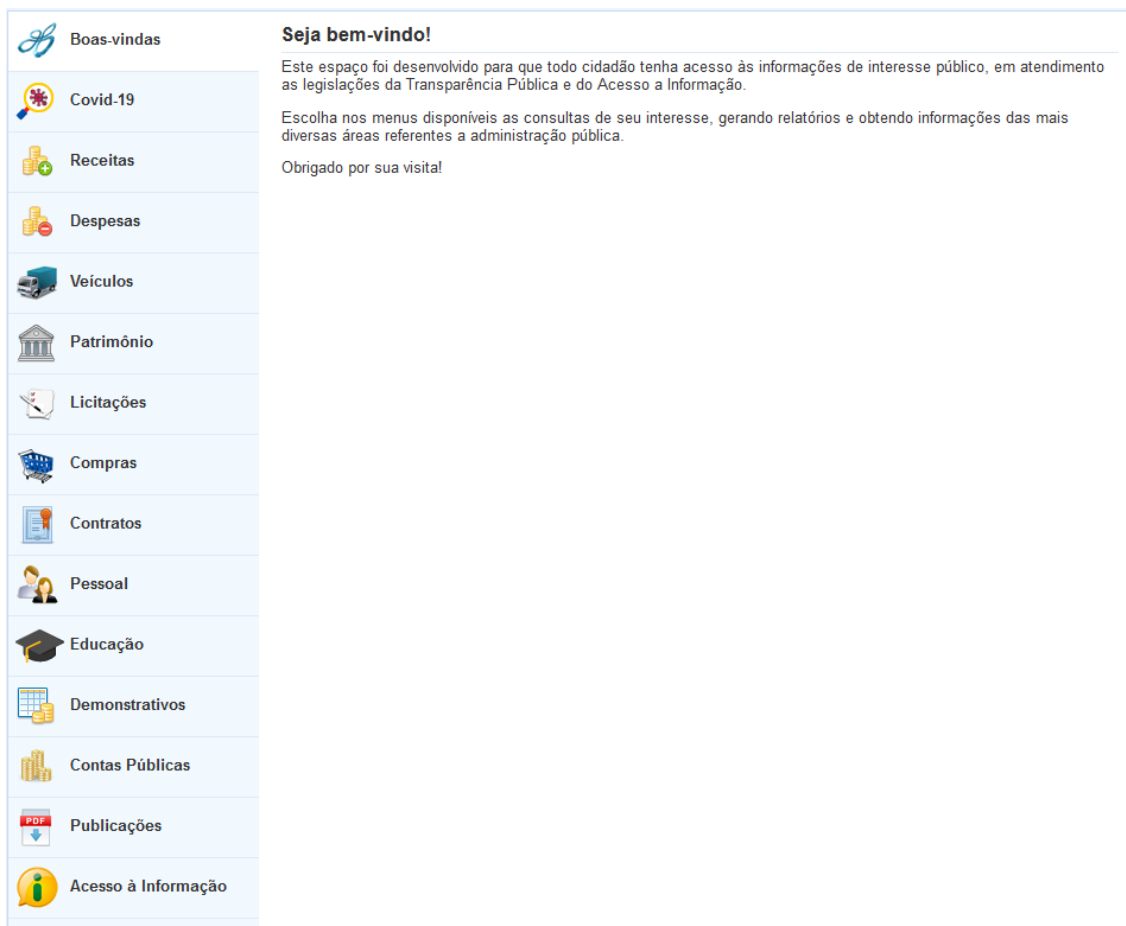 Boas-vindas
Covid-19
Receitas
Despesas
Veículos
Patrimônio
Licitações
Compras
Contratos
Pessoal
Educação
Demonstrativos
Contas Públicas
PDF
Publicações
Acesso à Informação
Seja bem-vindo!
Este espaço foi desenvolvido para que todo cidadão tenha acesso às informações de interesse público, em atendimento
as legislações da Transparência Pública e do Acesso a Informação.
Escolha nos menus disponíveis as consultas de seu interesse, gerando relatórios e obtendo informações das mais
diversas áreas referentes a administração pública.
Obrigado por sua visita!